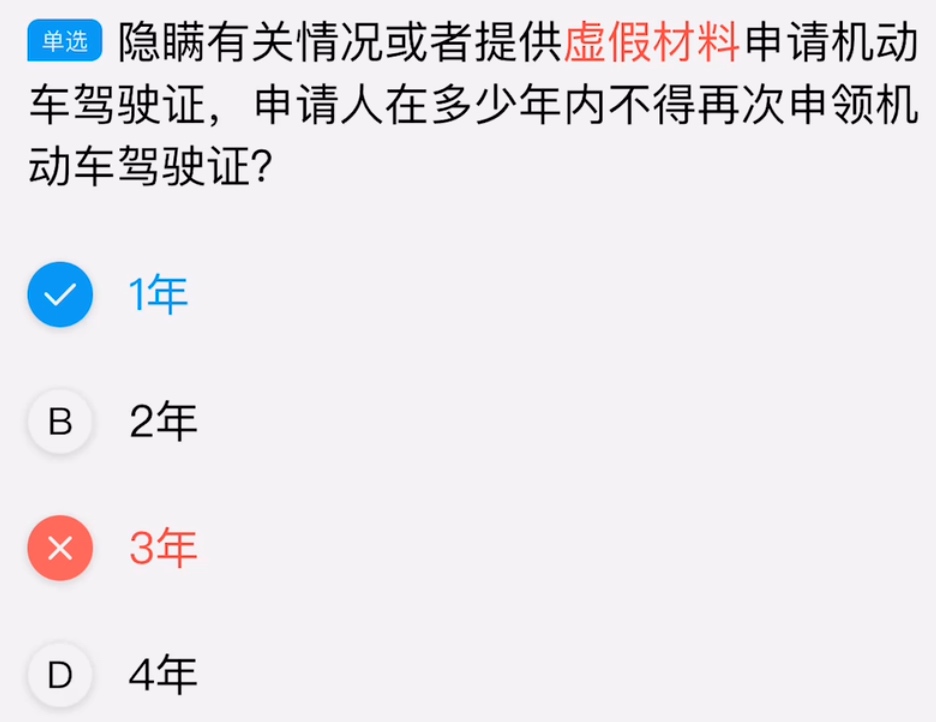 单选 隐瞒有关情况或者提供虚假材料申请机动
车驾驶证，申请人在多少年内不得再次申领机
动车驾驶证？
1年
B 2年
3年
D 4年